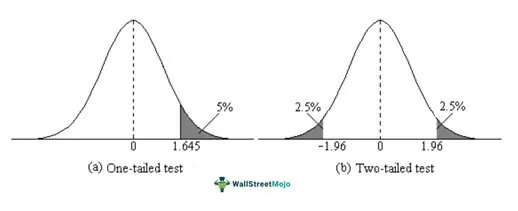 5%
0
1.645
(a) One-tailed test
2.5%
2.5%
−1.96
0
1.96
(b) Two-tailed test
WallStreetMojo